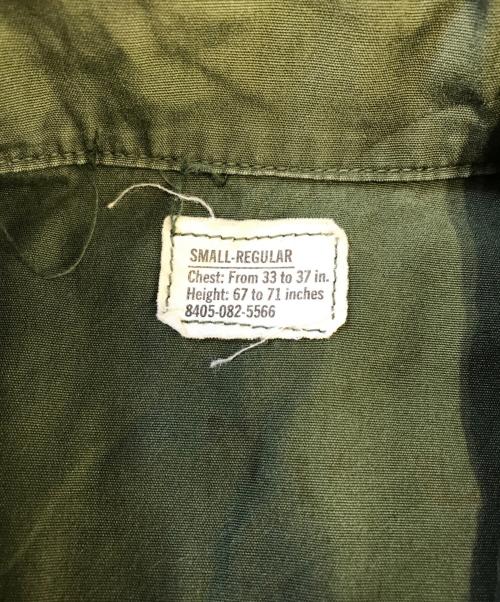 SMALL-REGULAR
Chest: From 33 to 37 in.
Height: 67 to 71 inches
8405-082-5566